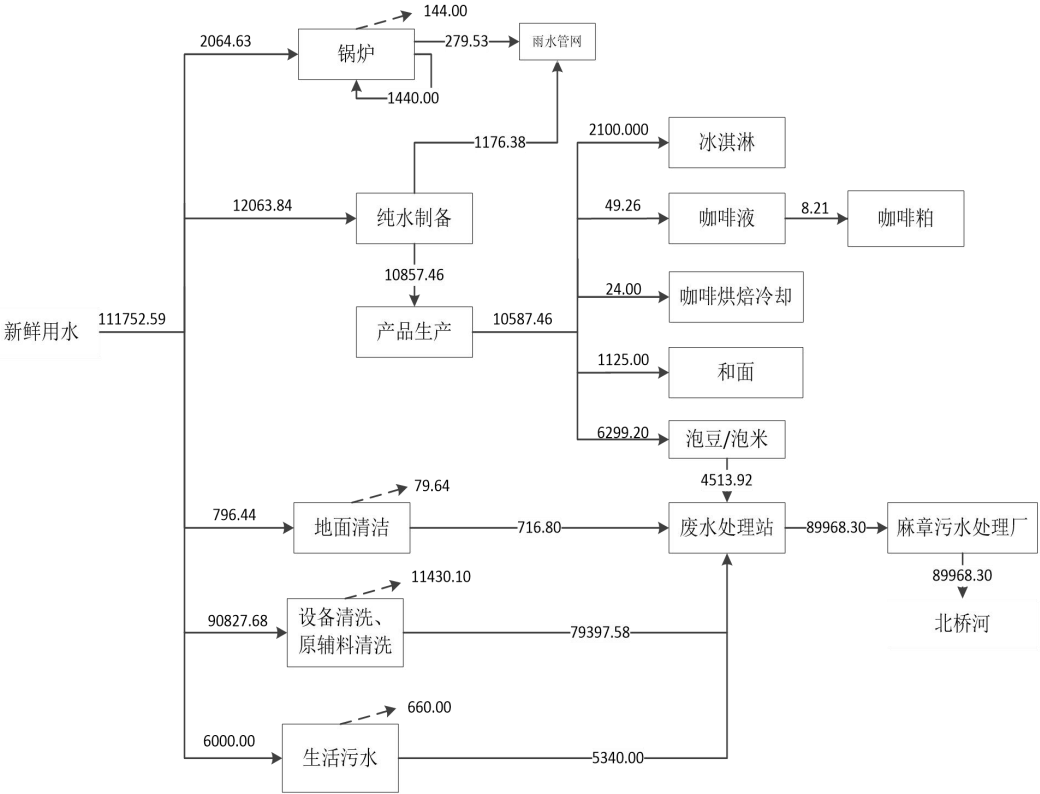 144.00
2064.63
锅炉
279.53
雨水管网
1440.00
2100.000
冰淇淋
1176.38
12063.84
纯水制备
49.26
咖啡液
8.21
咖啡粕
10857.46
24.00
咖啡烘焙冷却
新鲜用水
111752.59
产品生产
10587.46
1125.00
和面
6299.20
泡豆/泡米
4513.92
79.64
796.44
地面清洁
716.80
废水处理站
89968.30
麻章污水处理厂
89968.30
北桥河
11430.10
90827.68
设备清洗、
原辅料清洗
79397.58
660.00
6000.00
生活污水
5340.00